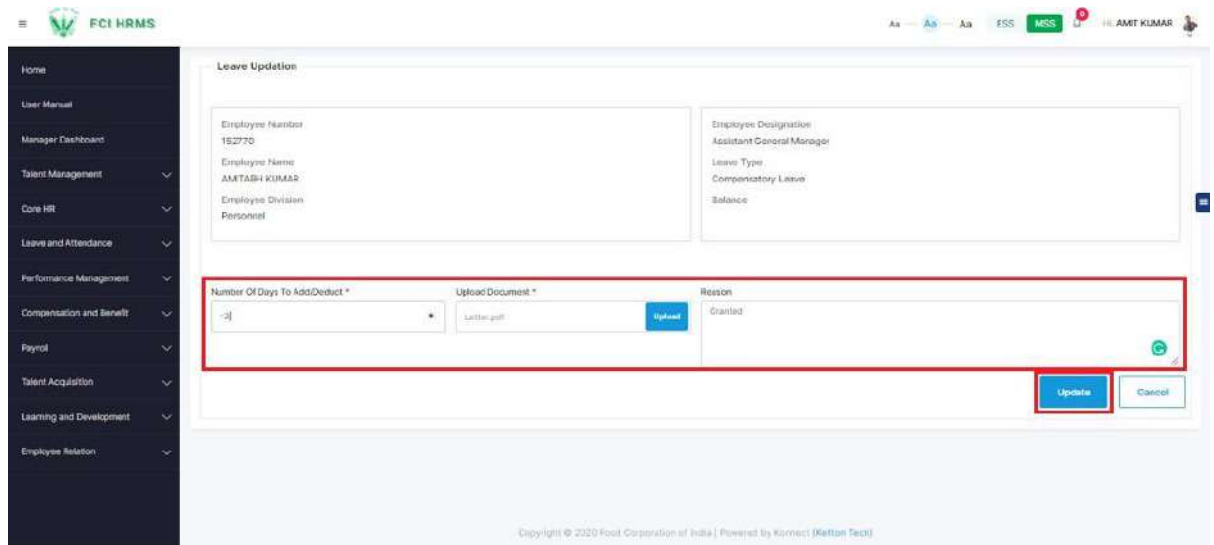 FCI HRMS
Aa Aa Aa ESS MSS 0 Hi, AMIT KUMAR
Home
User Manual
Manager Dashboard
Talent Management
Core HR
Leave and Attendance
Performance Management
Compensation and Benefit
Payroll
Talent Acquisition
Learning and Development
Employee Relation
Leave Updation
Employee Number
152770
Employee Name
AMITABH KUMAR
Employee Division
Personnel
Employee Designation
Assistant General Manager
Leave Type
Compensatory Leave
Balance
Number Of Days To Add/Deduct *
Upload Document *
Letter.pdf
Upload
Reason
Granted
Update
Cancel
Copyright © 2020 Food Corporation of India | Powered by Konnect (Ketton Tech)